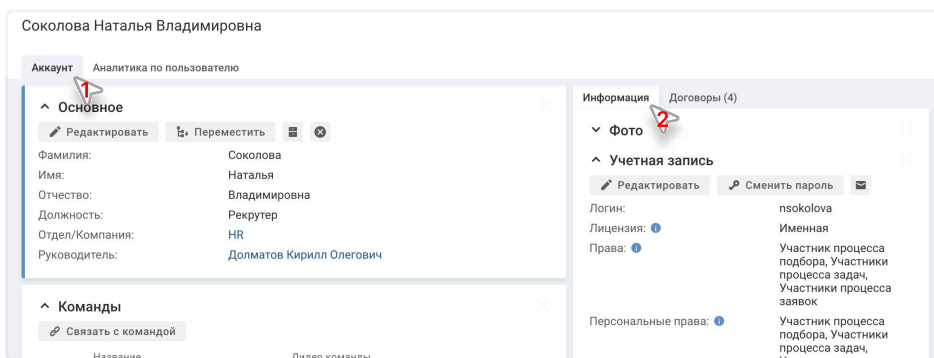 Соколова Наталья Владимировна
Аккаунт
Аналитика по пользователю
1
Основное
Редактировать
Переместить
Фамилия: Соколова
Имя: Наталья
Отчество: Владимировна
Должность: Рекрутер
Отдел/Компания: HR
Руководитель: Долматов Кирилл Олегович
Команды
Связать с командой
Название
Лидер команды
Информация
Договоры (4)
2
Фото
Учетная запись
Редактировать
Сменить пароль
Логин: nsokolova
Лицензия: Именная
Права: Участник процесса
подбора, Участники
процесса задач,
Участники процесса
заявок
Персональные права: Участник процесса
подбора, Участники
процесса задач,